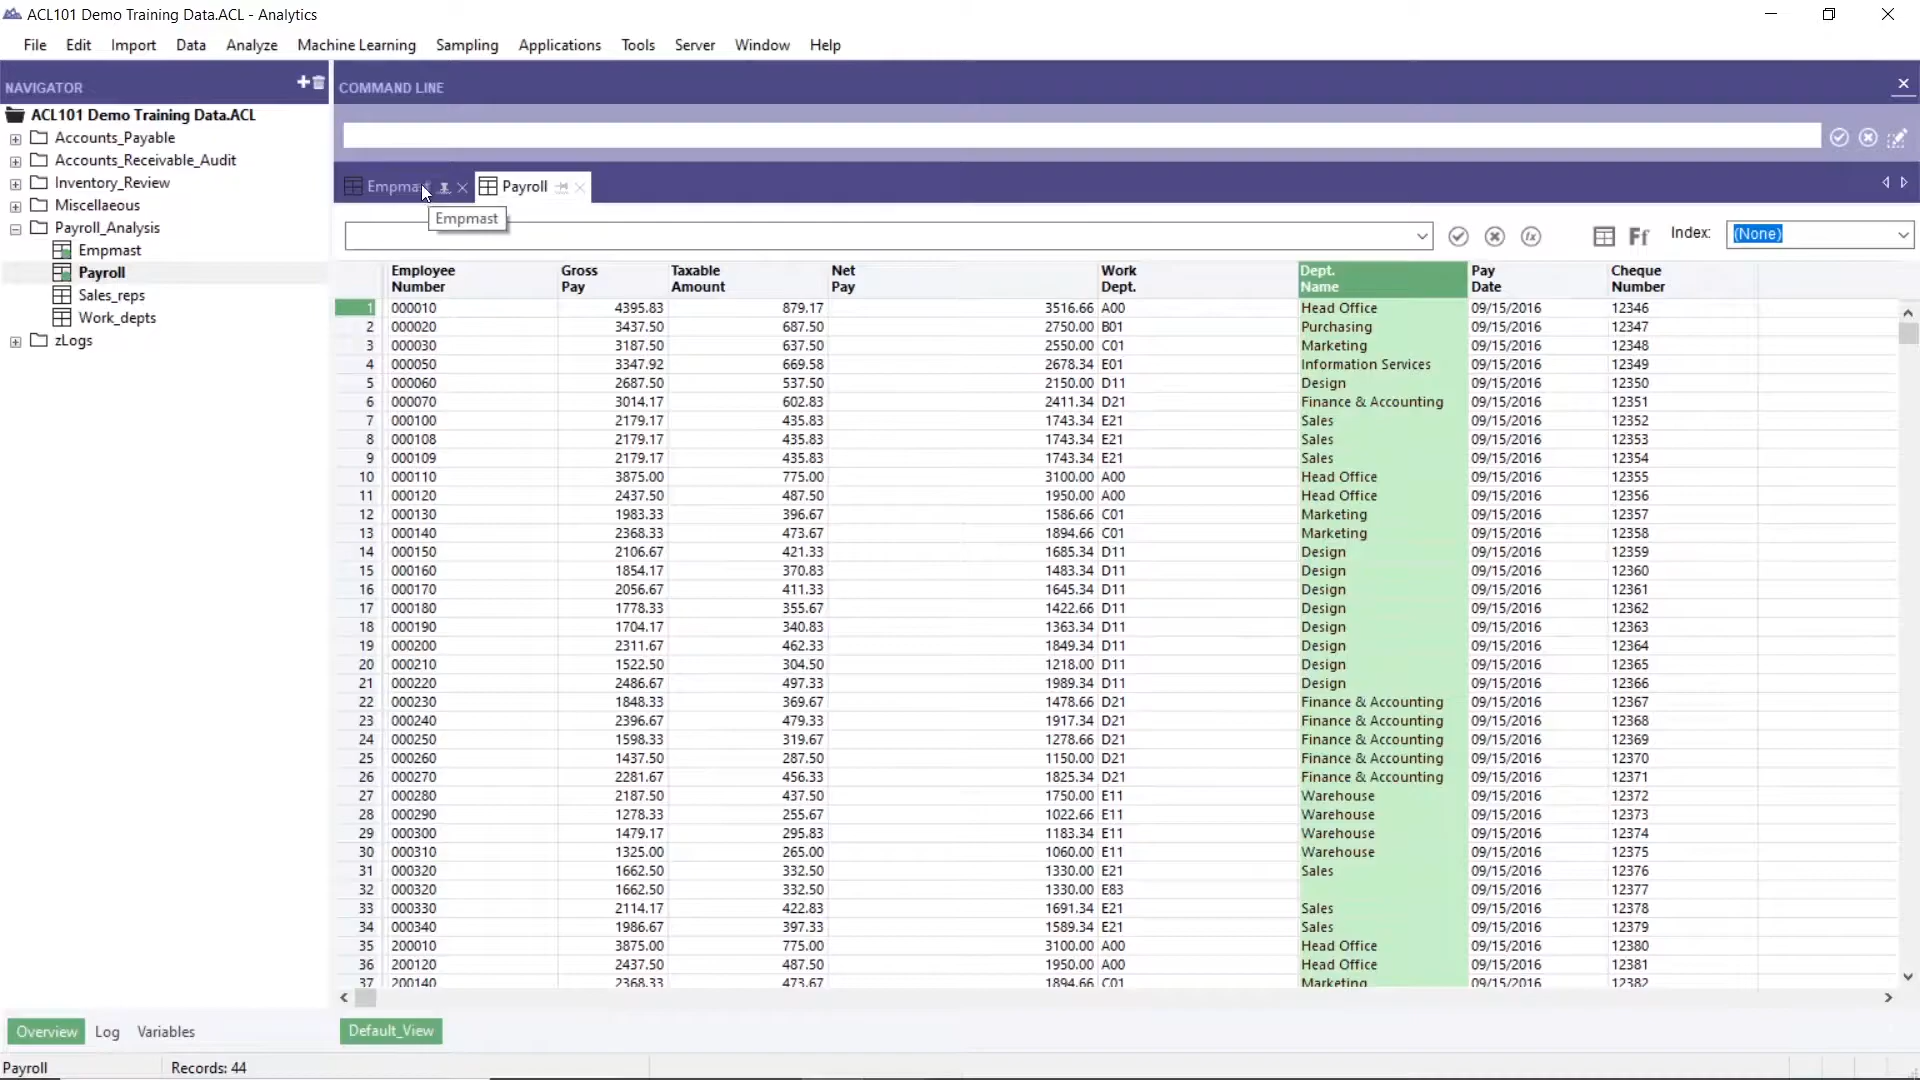 ACL101 Demo Training Data.ACL - Analytics
File Edit Import Data Analyze Machine Learning Sampling Applications Tools Server Window Help
NAVIGATOR
ACL101 Demo Training Data.ACL
Accounts_Payable
Accounts_Receivable_Audit
Inventory_Review
Miscellaeous
Payroll_Analysis
Empmast
Payroll
Sales_reps
Work_depts
zLogs
COMMAND LINE
Empmast Payroll
Empmast
Ff Index: (None)
Employee Number Gross Pay Taxable Amount Net Pay Work Dept. Dept. Name Pay Date Cheque Number
1 000010 4395.83 879.17 3516.66 A00 Head Office 09/15/2016 12346
2 000020 3437.50 687.50 2750.00 B01 Purchasing 09/15/2016 12347
3 000030 3187.50 637.50 2550.00 C01 Marketing 09/15/2016 12348
4 000050 3347.92 669.58 2678.34 E01 Information Services 09/15/2016 12349
5 000060 2687.50 537.50 2150.00 D11 Design 09/15/2016 12350
6 000070 3014.17 602.83 2411.34 D21 Finance & Accounting 09/15/2016 12351
7 000100 2179.17 435.83 1743.34 E21 Sales 09/15/2016 12352
8 000108 2179.17 435.83 1743.34 E21 Sales 09/15/2016 12353
9 000109 2179.17 435.83 1743.34 E21 Sales 09/15/2016 12354
10 000110 3875.00 775.00 3100.00 A00 Head Office 09/15/2016 12355
11 000120 2437.50 487.50 1950.00 A00 Head Office 09/15/2016 12356
12 000130 1983.33 396.67 1586.66 C01 Marketing 09/15/2016 12357
13 000140 2368.33 473.67 1894.66 C01 Marketing 09/15/2016 12358
14 000150 2106.67 421.33 1685.34 D11 Design 09/15/2016 12359
15 000160 1854.17 370.83 1483.34 D11 Design 09/15/2016 12360
16 000170 2056.67 411.33 1645.34 D11 Design 09/15/2016 12361
17 000180 1778.33 355.67 1422.66 D11 Design 09/15/2016 12362
18 000190 1704.17 340.83 1363.34 D11 Design 09/15/2016 12363
19 000200 2311.67 462.33 1849.34 D11 Design 09/15/2016 12364
20 000210 1522.50 304.50 1218.00 D11 Design 09/15/2016 12365
21 000220 2486.67 497.33 1989.34 D11 Design 09/15/2016 12366
22 000230 1848.33 369.67 1478.66 D21 Finance & Accounting 09/15/2016 12367
23 000240 2396.67 479.33 1917.34 D21 Finance & Accounting 09/15/2016 12368
24 000250 1598.33 319.67 1278.66 D21 Finance & Accounting 09/15/2016 12369
25 000260 1437.50 287.50 1150.00 D21 Finance & Accounting 09/15/2016 12370
26 000270 2281.67 456.33 1825.34 D21 Finance & Accounting 09/15/2016 12371
27 000280 2187.50 437.50 1750.00 E11 Warehouse 09/15/2016 12372
28 000290 1278.33 255.67 1022.66 E11 Warehouse 09/15/2016 12373
29 000300 1479.17 295.83 1183.34 E11 Warehouse 09/15/2016 12374
30 000310 1325.00 265.00 1060.00 E11 Warehouse 09/15/2016 12375
31 000320 1662.50 332.50 1330.00 E21 Sales 09/15/2016 12376
32 000320 1662.50 332.50 1330.00 E83 09/15/2016 12377
33 000330 2114.17 422.83 1691.34 E21 Sales 09/15/2016 12378
34 000340 1986.67 397.33 1589.34 E21 Sales 09/15/2016 12379
35 200010 3875.00 775.00 3100.00 A00 Head Office 09/15/2016 12380
36 200120 2437.50 487.50 1950.00 A00 Head Office 09/15/2016 12381
37 200140 2368.33 473.67 1894.66 C01 Marketing 09/15/2016 12382
Overview Log Variables Default_View
Payroll Records: 44